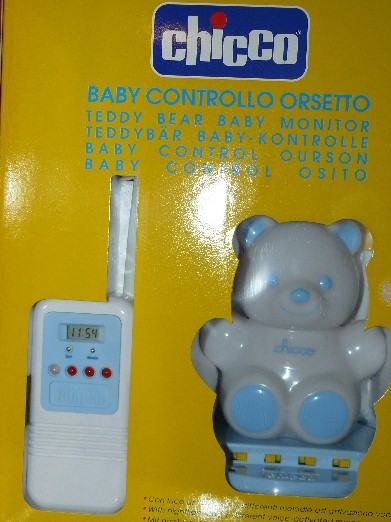 chicco
BABY CONTROLLO ORSETTO
TEDDY BEAR BABY MONITOR
TEDDYBÄR BABY-KONTROLLE
BABY CONTROL OURSON
BABY CONTROL OSITO
11:54
chicco